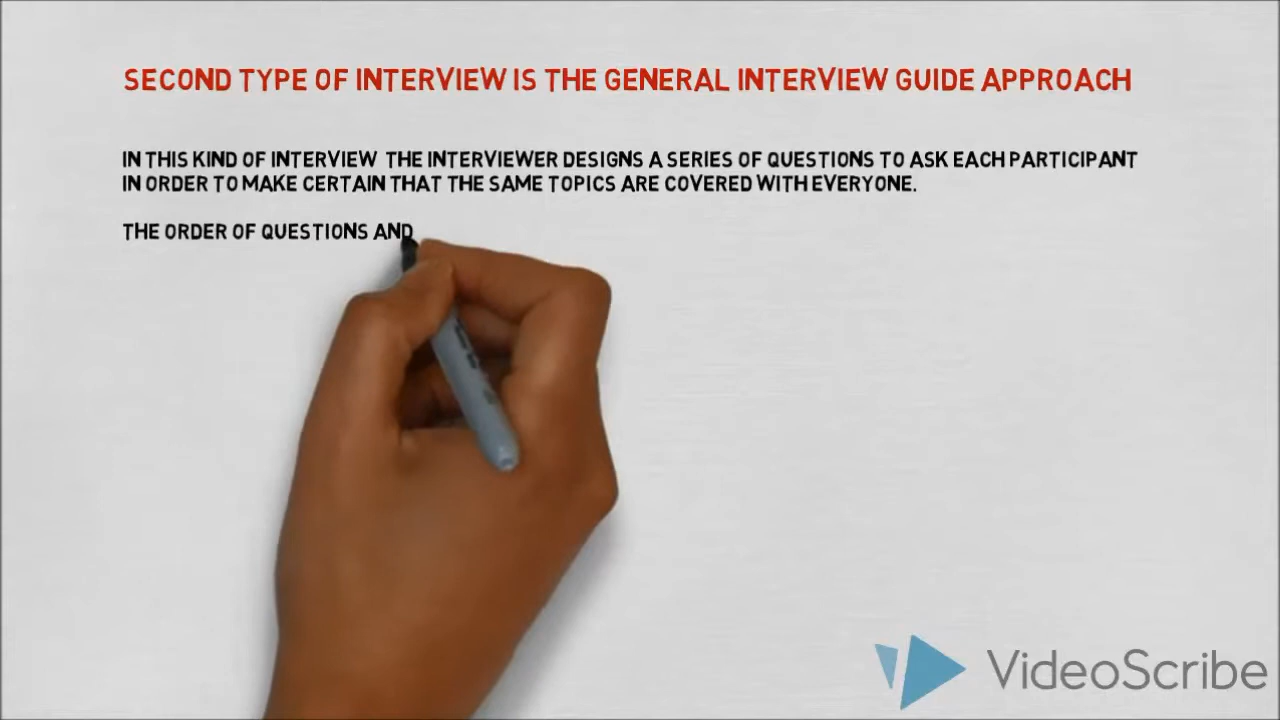 SECOND TYPE OF INTERVIEW IS THE GENERAL INTERVIEW GUIDE APPROACH
IN THIS KIND OF INTERVIEW THE INTERVIEWER DESIGNS A SERIES OF QUESTIONS TO ASK EACH PARTICIPANT
IN ORDER TO MAKE CERTAIN THAT THE SAME TOPICS ARE COVERED WITH EVERYONE.
THE ORDER OF QUESTIONS AND
VideoScribe